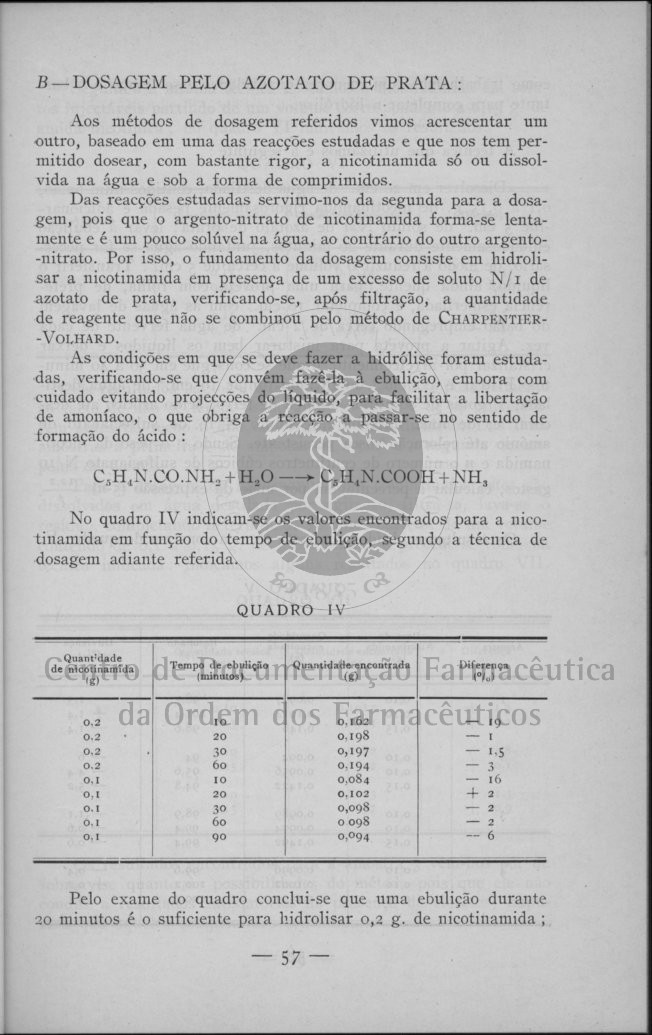 B — DOSAGEM PELO AZOTATO DE PRATA:
Aos métodos de dosagem referidos vimos acrescentar um
outro, baseado em uma das reacções estudadas e que nos tem per-
mitido dosear, com bastante rigor, a nicotinamida só ou dissol-
vida na água e sob a forma de comprimidos.
Das reacções estudadas servimo-nos da segunda para a dosa-
gem, pois que o argento-nitrato de nicotinamida forma-se lenta-
mente e é um pouco solúvel na água, ao contrário do outro argento-
-nitrato. Por isso, o fundamento da dosagem consiste em hidroli-
sar a nicotinamida em presença de um excesso de soluto N/1 de
azotato de prata, verificando-se, após filtração, a quantidade
de reagente que não se combinou pelo método de CHARPENTIER-
-VOLHARD.
As condições em que se deve fazer a hidrólise foram estuda-
das, verificando-se que convém fazê-la à ebulição, embora com
cuidado evitando projecções do líquido, para facilitar a libertação
de amoníaco, o que obriga a reacção a passar-se no sentido de
formação do ácido :
C₅H₄N.CO.NH₂ + H₂O —→ C₅H₄N.COOH + NH₃
No quadro IV indicam-se os valores encontrados para a nico-
tinamida em função do tempo de ebulição, segundo a técnica de
dosagem adiante referida.
QUADRO IV
Quantidade de nicotinamida (g) Tempo de ebulição (minutos) Quantidade encontrada (g) Diferença (%)
0,2 10 0,162 — 19
0,2 20 0,198 — 1
0,2 30 0,197 — 1,5
0,2 60 0,194 — 3
0,1 10 0,084 — 16
0,1 20 0,102 + 2
0,1 30 0,098 — 2
0,1 60 0 098 — 2
0,1 90 0,094 — 6
Centro de Documentação Farmacêutica
da Ordem dos Farmacêuticos
Pelo exame do quadro conclui-se que uma ebulição durante
20 minutos é o suficiente para hidrolisar 0,2 g. de nicotinamida ;
— 57 —